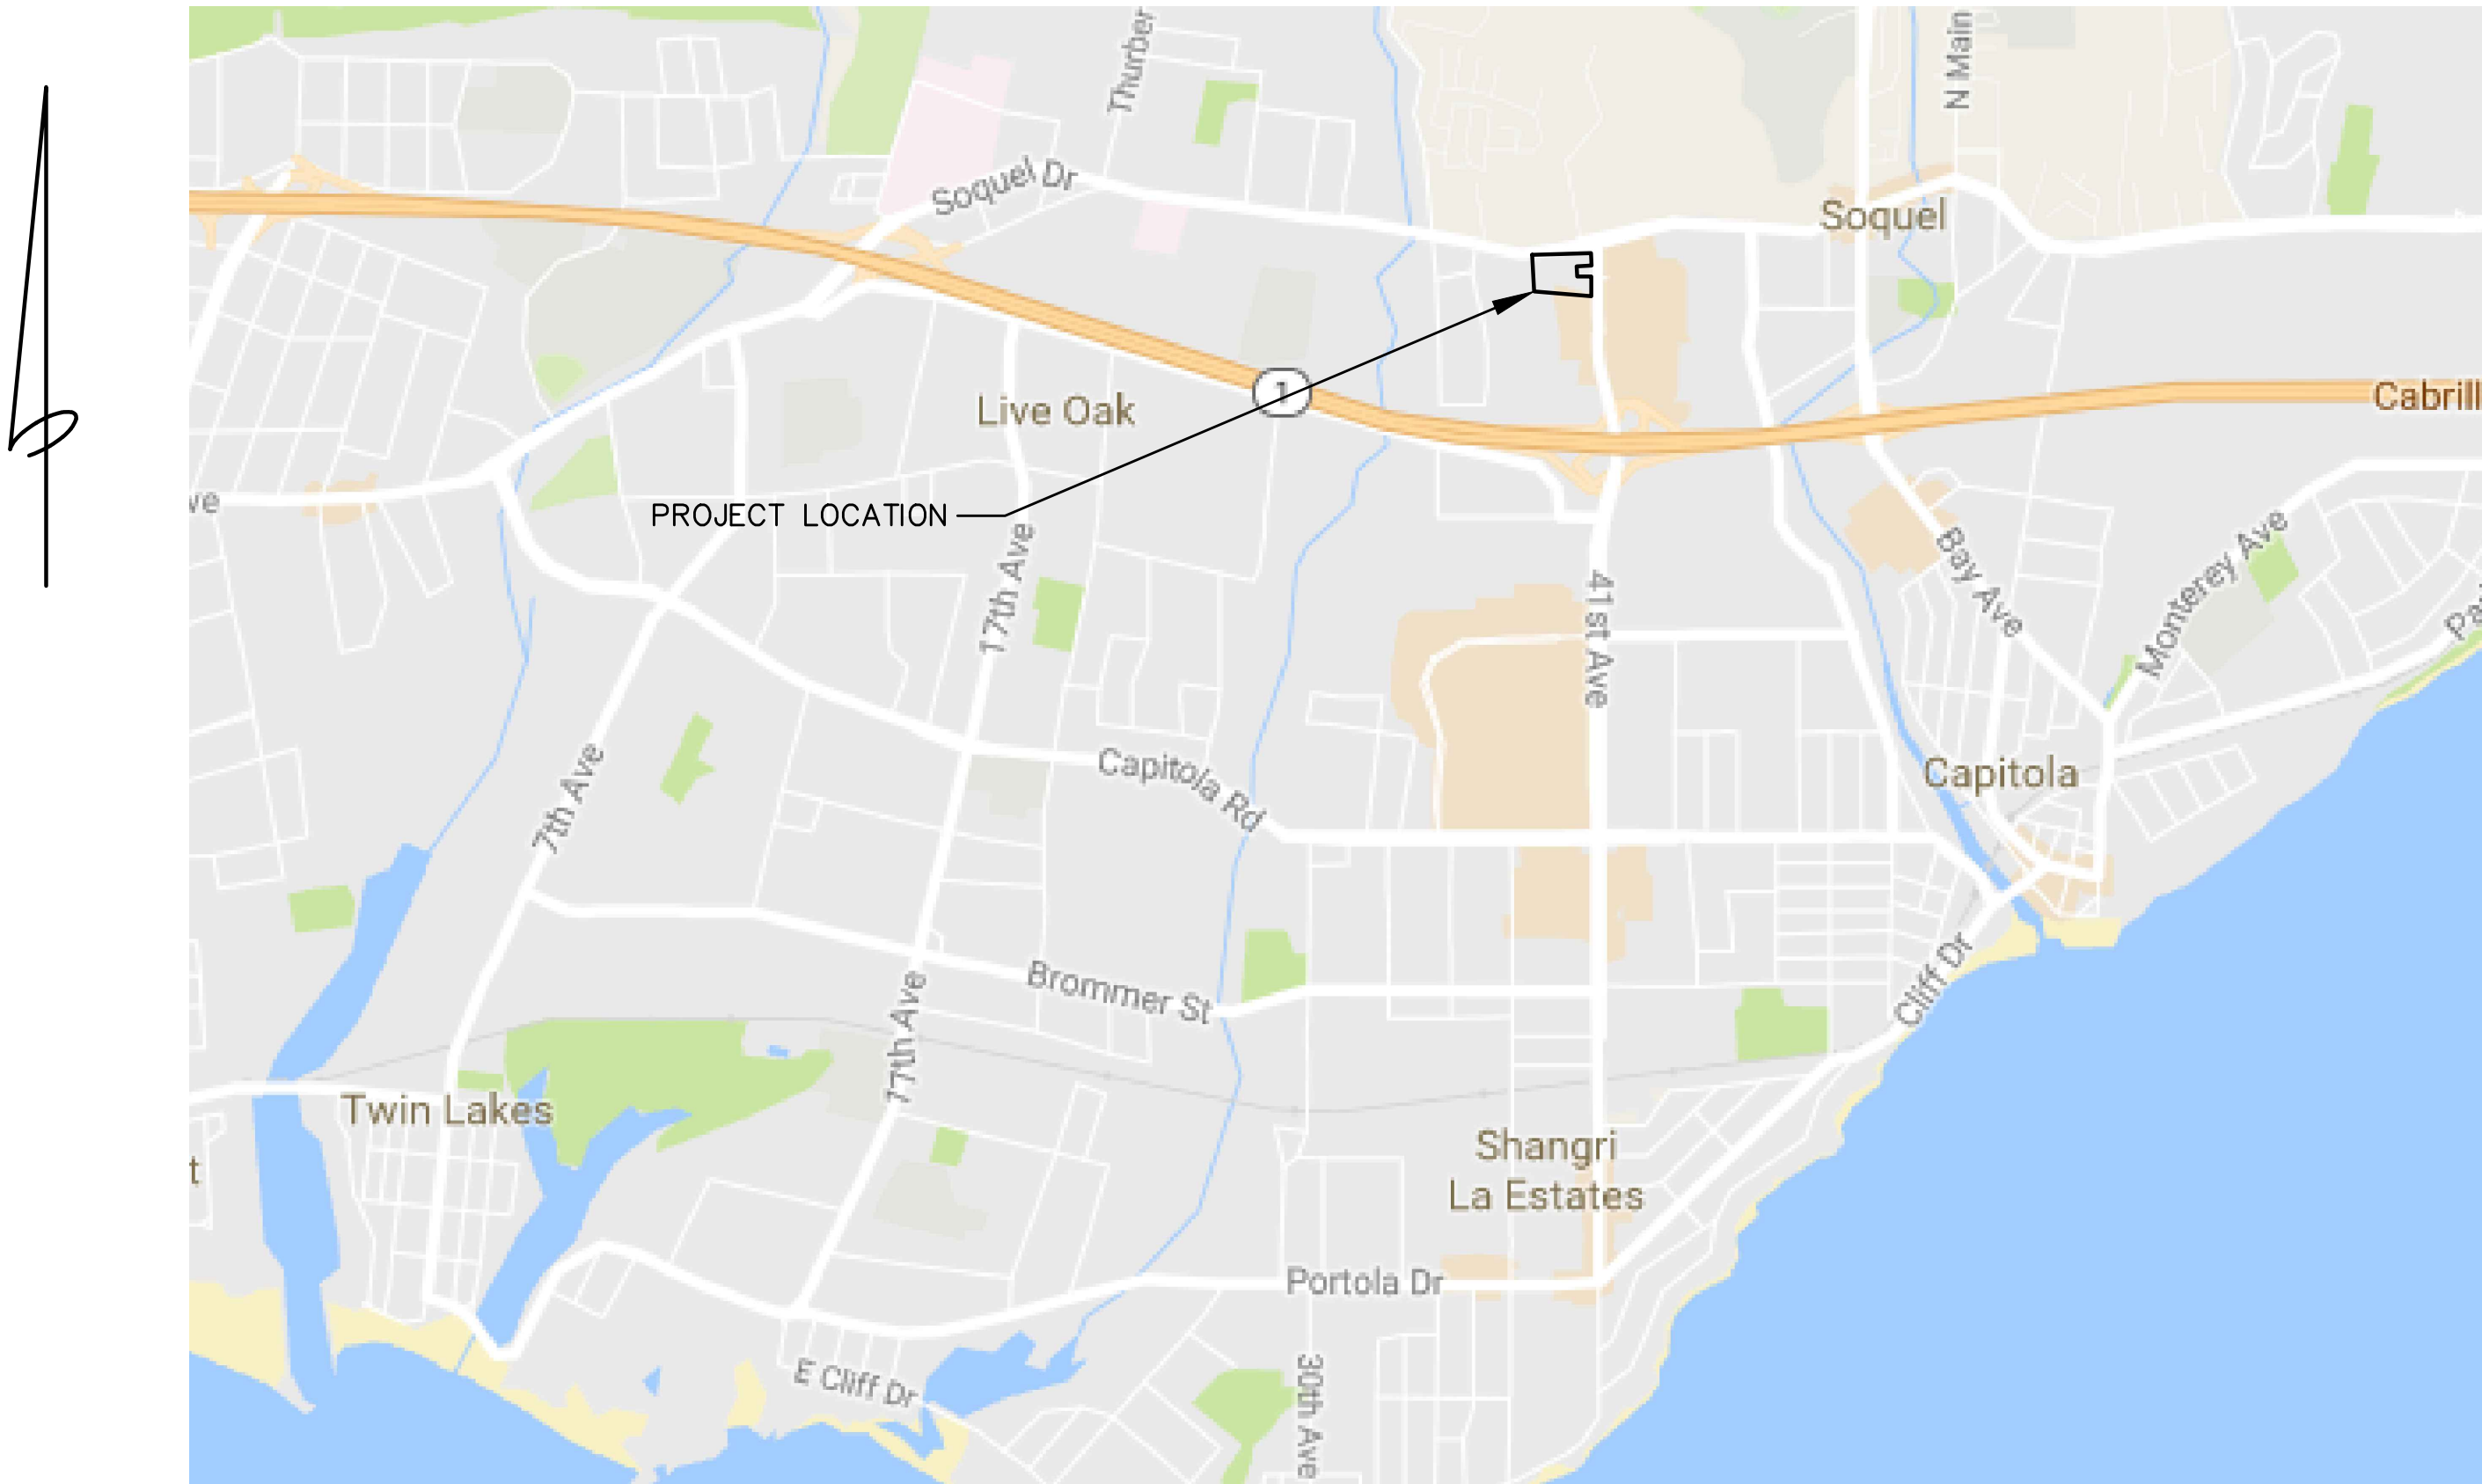 Thurber
N Main
Soquel Dr
Soquel
1
Cabrill
Live Oak
ve
PROJECT LOCATION
17th Ave
41st Ave
Bay Ave
Monterey Ave
Pa
7th Ave
Capitola Rd
Capitola
Brommer St
Cliff Dr
17th Ave
Twin Lakes
Shangri
La Estates
t
Portola Dr
E Cliff Dr
30th Ave